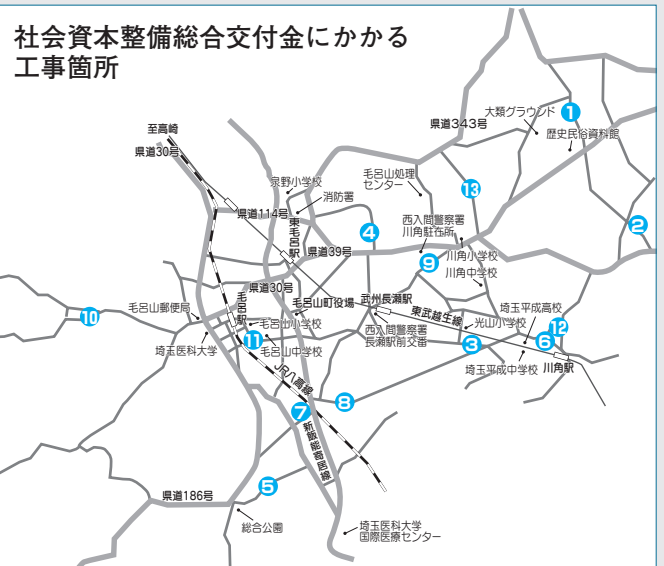 社会資本整備総合交付金にかかる
工事箇所
至高崎
県道30号
県道343号
大類グラウンド
1
歴史民俗資料館
泉野小学校
消防署
毛呂山処理
センター
13
県道114号
東毛呂駅
4
西入間警察署
川角駐在所
2
県道39号
9
川角小学校
川角中学校
県道30号
毛呂駅
毛呂山町役場
武州長瀬駅
東武越生線
埼玉平成高校
10
毛呂山郵便局
毛呂山小学校
西入間警察署
長瀬駅前交番
光山小学校
12
埼玉医科大学
11
毛呂山中学校
3
6
埼玉平成中学校
川角駅
JR八高線
7
8
新飯能寄居線
5
県道186号
総合公園
埼玉医科大学
国際医療センター